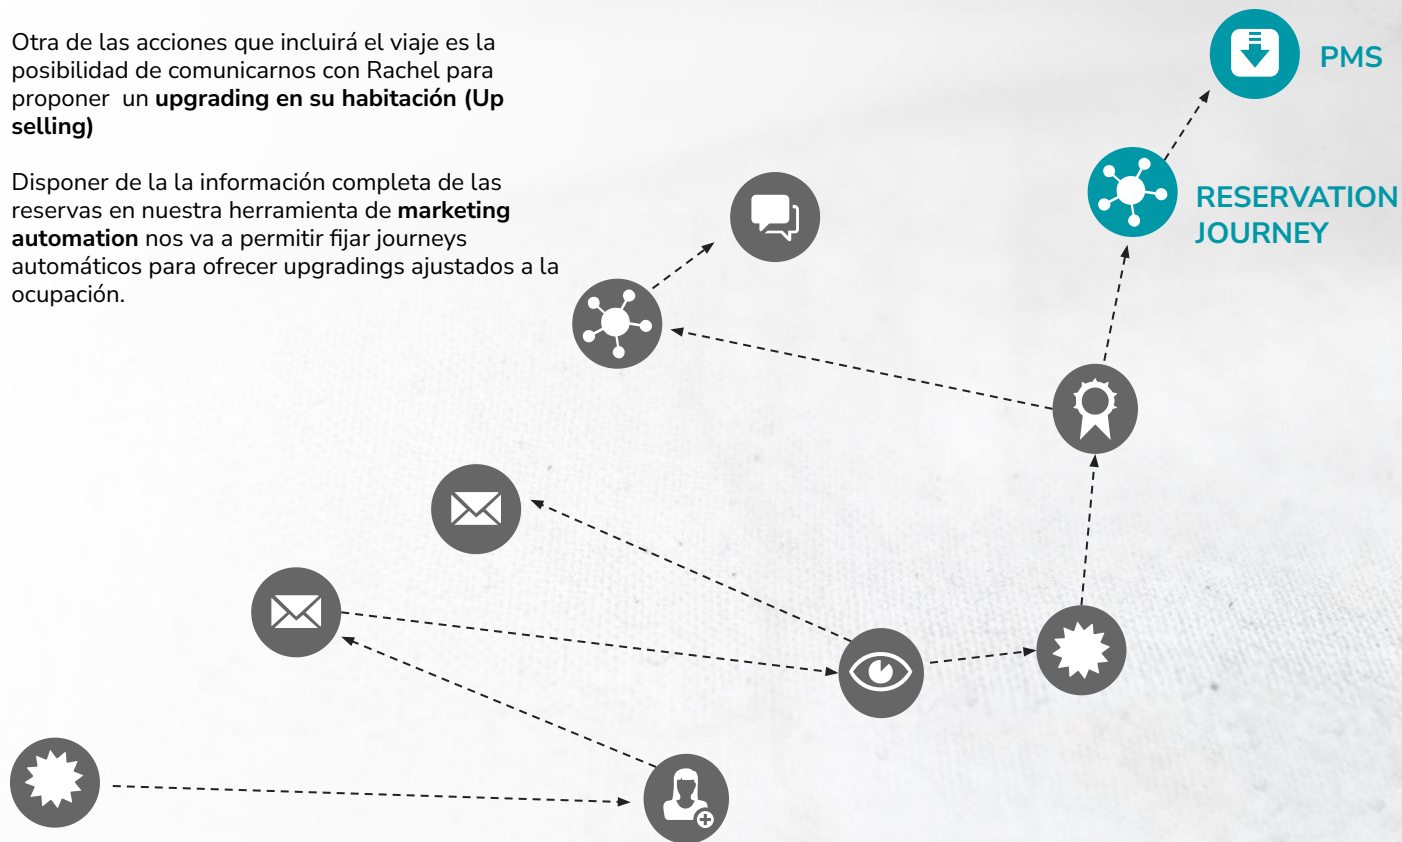 Otra de las acciones que incluirá el viaje es la
posibilidad de comunicarnos con Rachel para
proponer  un upgrading en su habitación (Up
selling)
Disponer de la la información completa de las
reservas en nuestra herramienta de marketing
automation nos va a permitir fijar journeys
automáticos para ofrecer upgradings ajustados a la
ocupación.
PMS
RESERVATION
JOURNEY